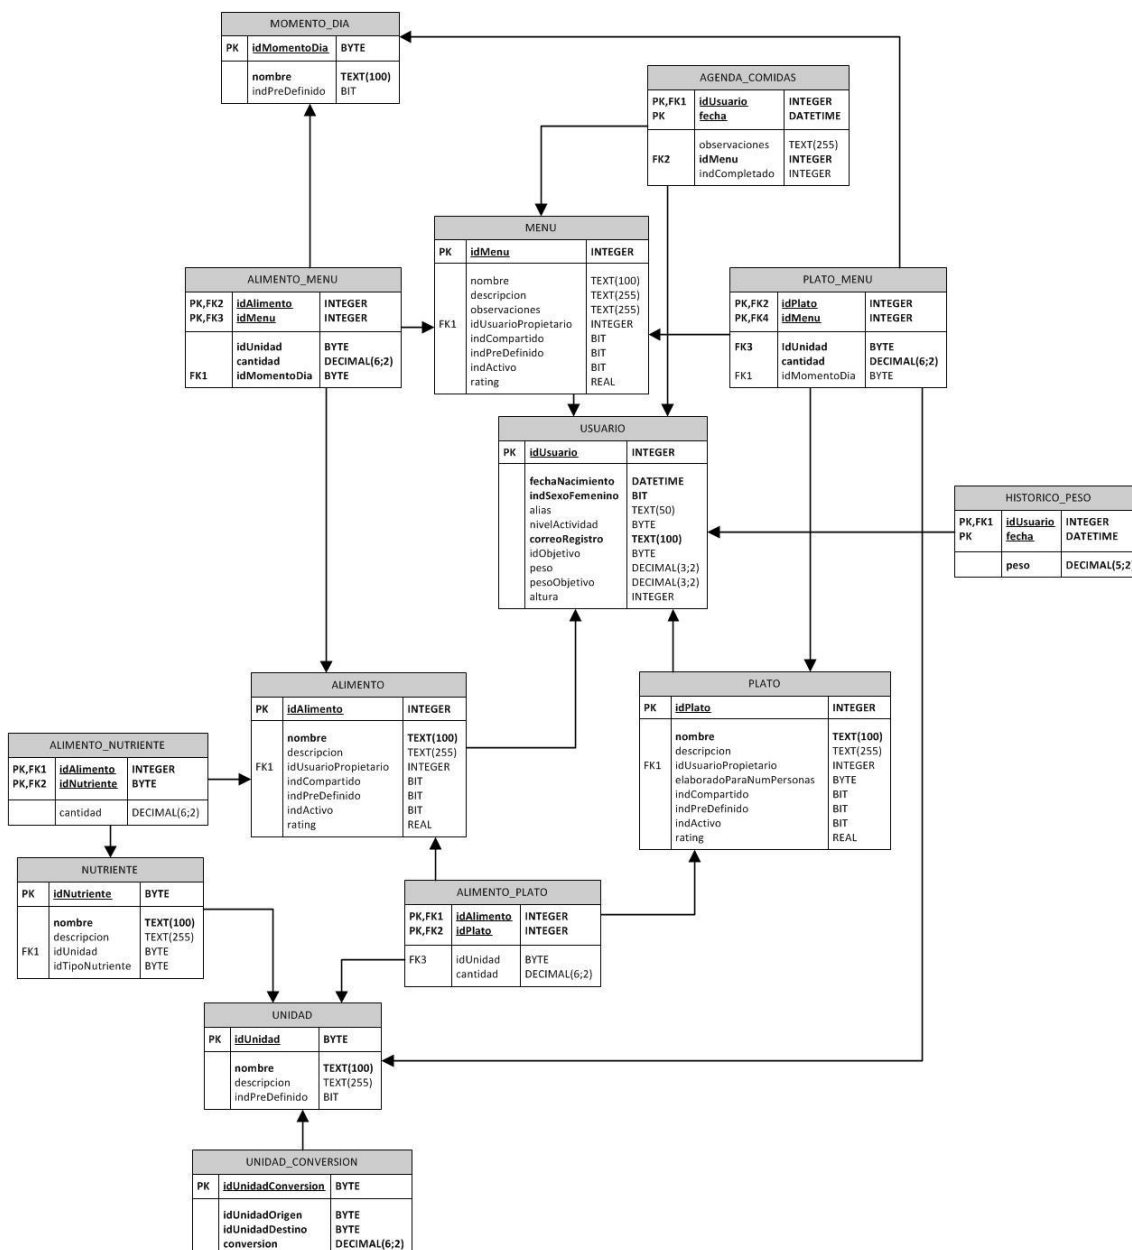 MOMENTO_DIA
PK idMomentoDia BYTE
nombre TEXT(100)
indPreDefinido BIT
AGENDA_COMIDAS
PK,FK1 idUsuario INTEGER
PK fecha DATETIME
observaciones TEXT(255)
FK2 idMenu INTEGER
indCompletado INTEGER
MENU
PK idMenu INTEGER
nombre TEXT(100)
descripcion TEXT(255)
observaciones TEXT(255)
FK1 idUsuarioPropietario INTEGER
indCompartido BIT
indPreDefinido BIT
indActivo BIT
rating REAL
ALIMENTO_MENU
PK,FK2 idAlimento INTEGER
PK,FK3 idMenu INTEGER
idUnidad BYTE
cantidad DECIMAL(6;2)
FK1 idMomentoDia BYTE
PLATO_MENU
PK,FK2 idPlato INTEGER
PK,FK4 idMenu INTEGER
FK3 IdUnidad BYTE
cantidad DECIMAL(6;2)
FK1 idMomentoDia BYTE
USUARIO
PK idUsuario INTEGER
fechaNacimiento DATETIME
indSexoFemenino BIT
alias TEXT(50)
nivelActividad BYTE
correoRegistro TEXT(100)
idObjetivo BYTE
peso DECIMAL(3;2)
pesoObjetivo DECIMAL(3;2)
altura INTEGER
HISTORICO_PESO
PK,FK1 idUsuario INTEGER
PK fecha DATETIME
peso DECIMAL(5;2)
ALIMENTO
PK idAlimento INTEGER
nombre TEXT(100)
descripcion TEXT(255)
FK1 idUsuarioPropietario INTEGER
indCompartido BIT
indPreDefinido BIT
indActivo BIT
rating REAL
PLATO
PK idPlato INTEGER
nombre TEXT(100)
descripcion TEXT(255)
FK1 idUsuarioPropietario INTEGER
elaboradoParaNumPersonas BYTE
indCompartido BIT
indPreDefinido BIT
indActivo BIT
rating REAL
ALIMENTO_NUTRIENTE
PK,FK1 idAlimento INTEGER
PK,FK2 idNutriente BYTE
cantidad DECIMAL(6;2)
NUTRIENTE
PK idNutriente BYTE
nombre TEXT(100)
descripcion TEXT(255)
FK1 idUnidad BYTE
idTipoNutriente BYTE
ALIMENTO_PLATO
PK,FK1 idAlimento INTEGER
PK,FK2 idPlato INTEGER
FK3 idUnidad BYTE
cantidad DECIMAL(6;2)
UNIDAD
PK idUnidad BYTE
nombre TEXT(100)
descripcion TEXT(255)
indPreDefinido BIT
UNIDAD_CONVERSION
PK idUnidadConversion BYTE
idUnidadOrigen BYTE
idUnidadDestino BYTE
conversion DECIMAL(6;2)